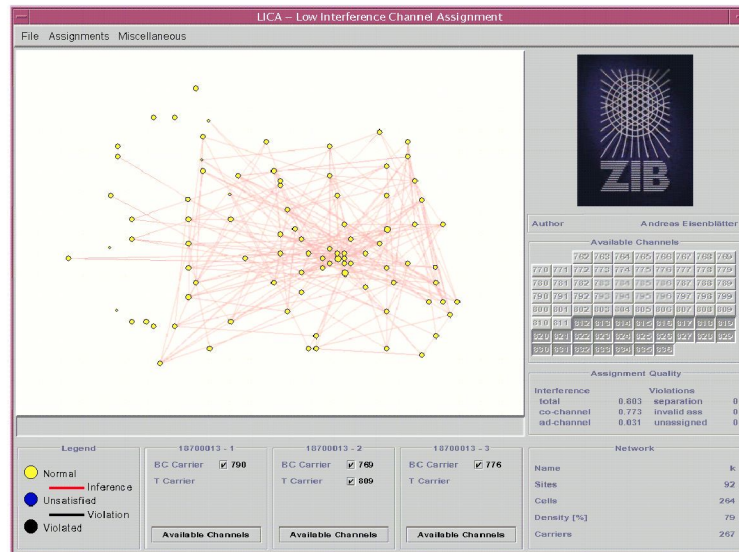 LICA – Low Interference Channel Assignment
File Assignments Miscellaneous
ZIB
Author Andreas Eisenblätter
Available Channels
762 763 764 765 766 767 768 769
770 771 772 773 774 775 776 777 778 779
780 781 782 783 784 785 786 787 788 789
790 791 792 793 794 795 796 797 798 799
800 801 802 803 804 805 806 807 808 809
810 811 812 813 814 815 816 817 818 819
820 821 822 823 824 825 826 827 828 829
830 831 832 833 834 835 836
Assignment Quality
Interference Violations
total 0.803 separation 0
co-channel 0.773 invalid ass 0
ad-channel 0.031 unassigned 0
Legend
Normal
Inference
Unsatisfied
Violation
Violated
18700013 - 1
BC Carrier 790
T Carrier
Available Channels
18700013 - 2
BC Carrier 769
T Carrier 809
Available Channels
18700013 - 3
BC Carrier 776
T Carrier
Available Channels
Network
Name k
Sites 92
Cells 264
Density [%] 79
Carriers 267